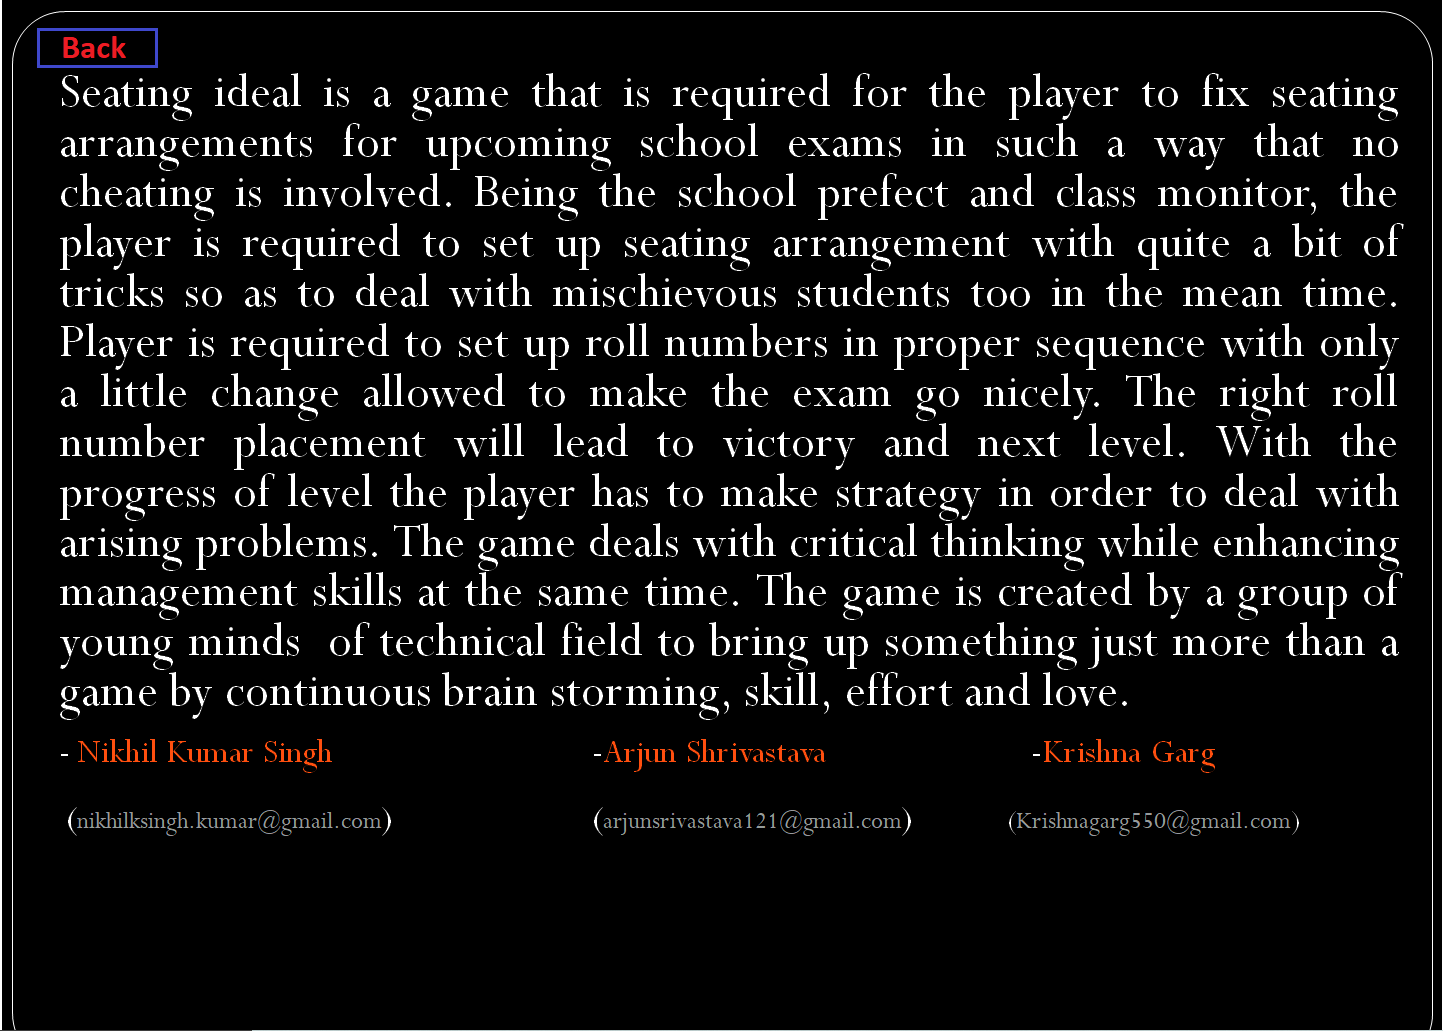 Back
Seating ideal is a game that is required for the player to fix seating
arrangements for upcoming school exams in such a way that no
cheating is involved. Being the school prefect and class monitor, the
player is required to set up seating arrangement with quite a bit of
tricks so as to deal with mischievous students too in the mean time.
Player is required to set up roll numbers in proper sequence with only
a little change allowed to make the exam go nicely. The right roll
number placement will lead to victory and next level. With the
progress of level the player has to make strategy in order to deal with
arising problems. The game deals with critical thinking while enhancing
management skills at the same time. The game is created by a group of
young minds of technical field to bring up something just more than a
game by continuous brain storming, skill, effort and love.
- Nikhil Kumar Singh -Arjun Shrivastava -Krishna Garg
(nikhilksingh.kumar@gmail.com) (arjunsrivastava121@gmail.com) (Krishnagarg550@gmail.com)